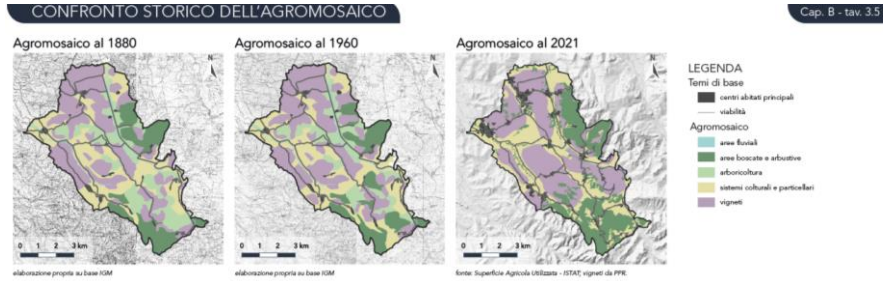 CONFRONTO STORICO DELL'AGROMOSAICO
Cap. B - tav. 3.5
Agromosaico al 1880
Agromosaico al 1960
Agromosaico al 2021
N
N
N
LEGENDA
Temi di base
centri abitati principali
viabilità
Agromosaico
aree fluviali
aree boscate e arbustive
arboricoltura
sistemi colturali e particellari
vigneti
0 1 2 3 km
0 1 2 3 km
0 1 2 3 km
elaborazione propria su base IGM
elaborazione propria su base IGM
fonte: Superficie Agricola Utilizzata - ISTAT; vigneti da PPR.